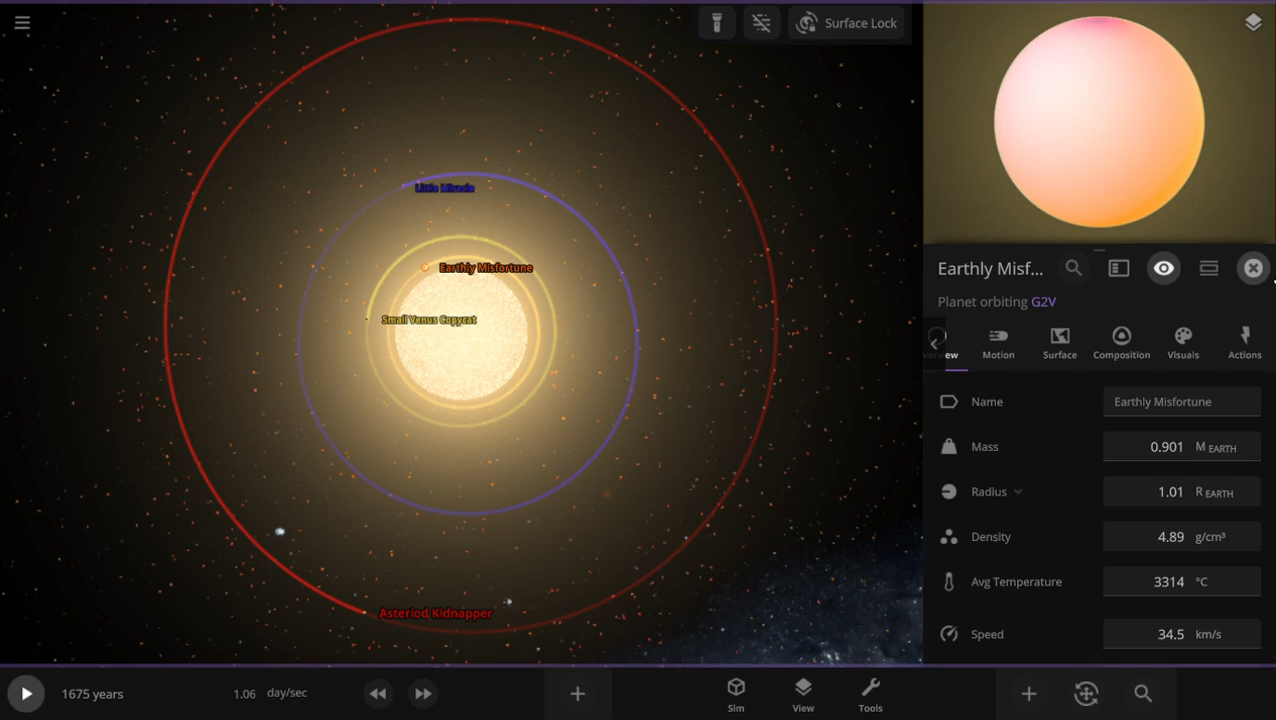 Surface Lock
Little Miracle
Earthly Misfortune
Small Venus Copycat
Asteriod Kidnapper
Earthly Misf...
Planet orbiting G2V
ew Motion Surface Composition Visuals Actions
Name Earthly Misfortune
Mass 0.901 M EARTH
Radius 1.01 R EARTH
Density 4.89 g/cm³
Avg Temperature 3314 °C
Speed 34.5 km/s
1675 years 1.06 day/sec
Sim View Tools